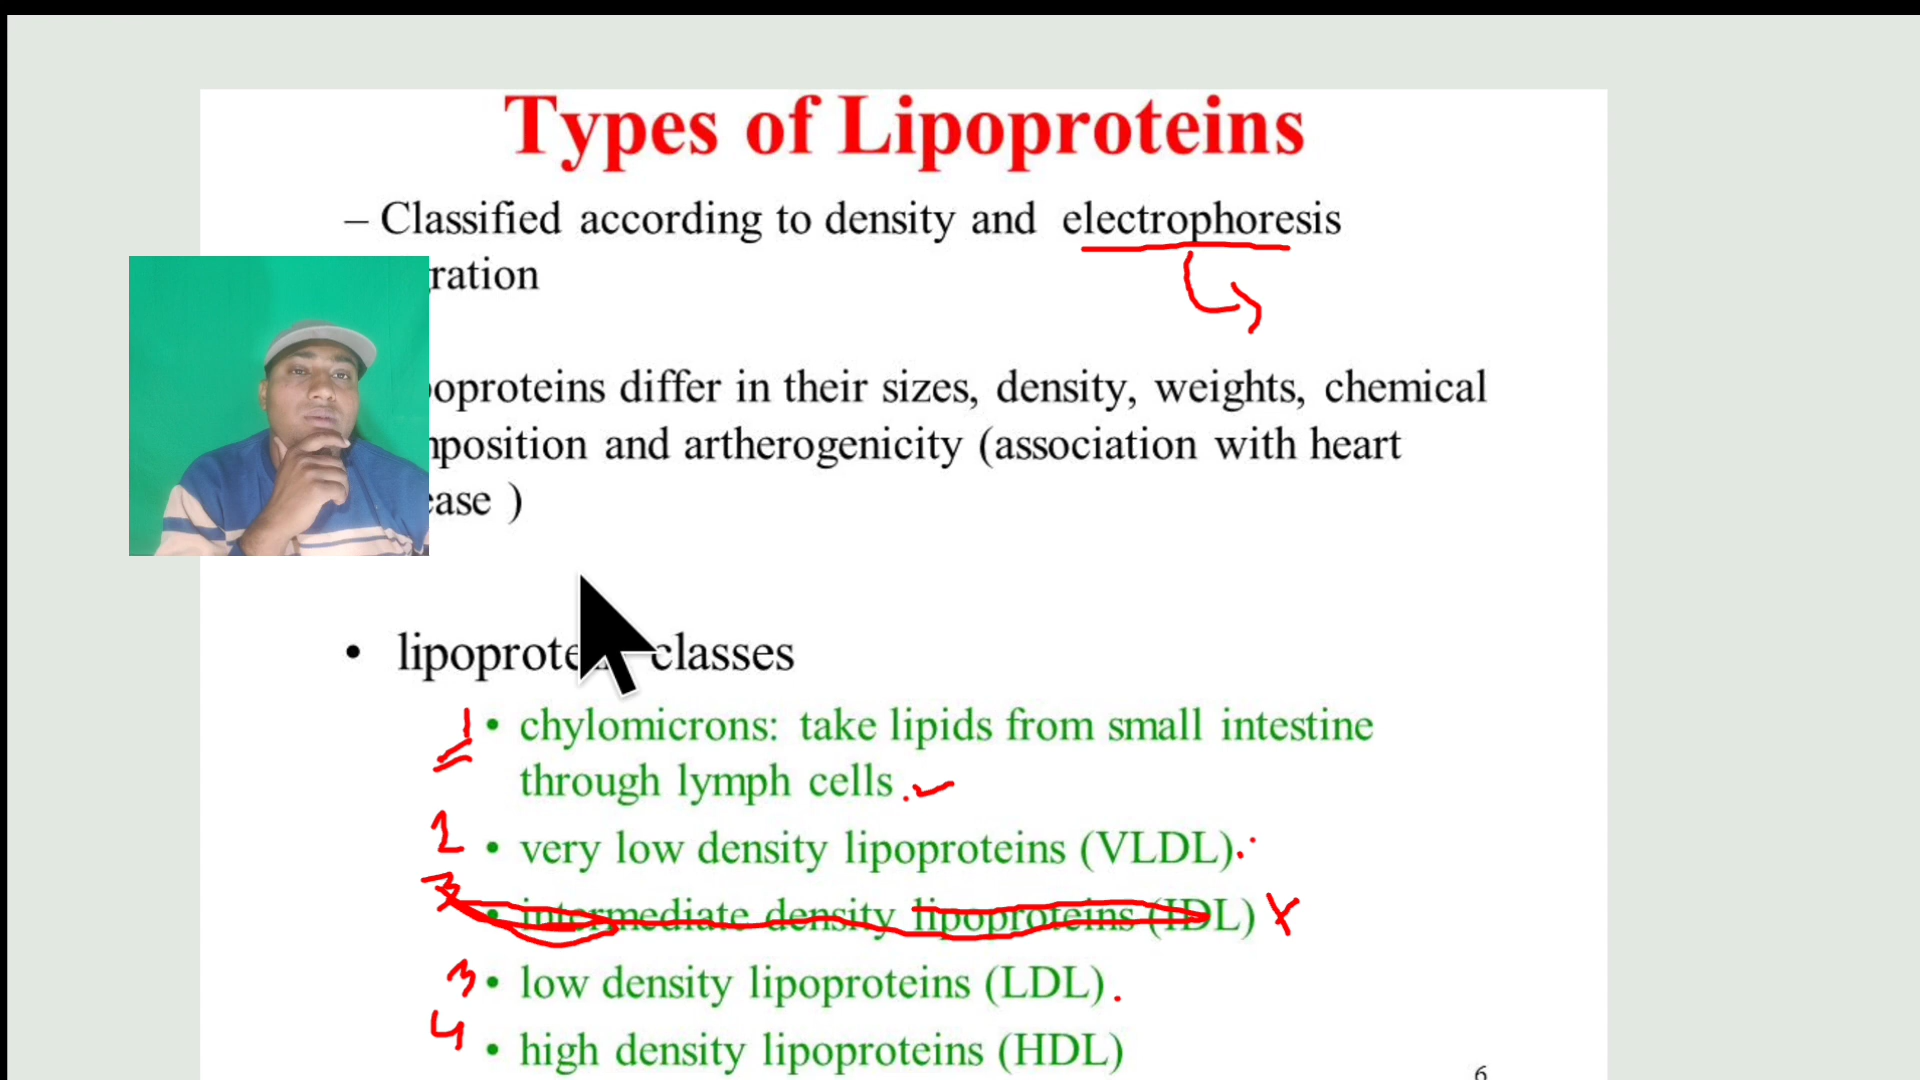 Types of Lipoproteins
– Classified according to density and electrophoresis
ration
oproteins differ in their sizes, density, weights, chemical
position and artherogenicity (association with heart
ease )
• lipoprote classes
1 • chylomicrons: take lipids from small intestine
through lymph cells.
2 • very low density lipoproteins (VLDL)
3 • intermediate density lipoproteins (IDL) x
3 • low density lipoproteins (LDL).
4 • high density lipoproteins (HDL)
6